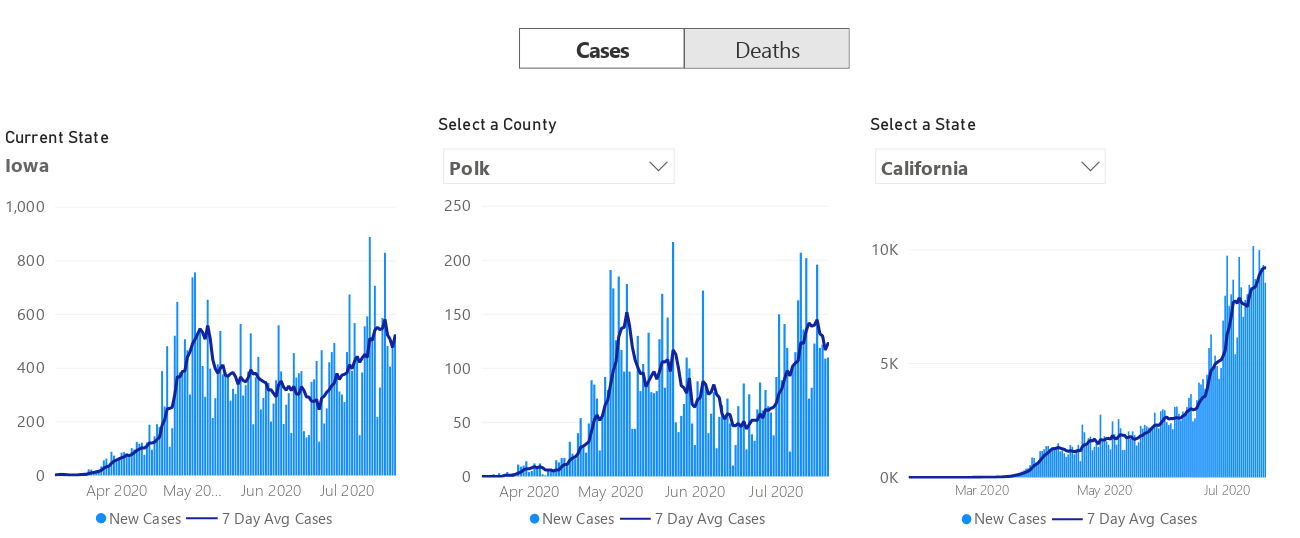 Cases Deaths
Current State
Iowa
1,000
800
600
400
200
0
Apr 2020 May 20... Jun 2020 Jul 2020
New Cases 7 Day Avg Cases
Select a County
Polk
250
200
150
100
50
0
Apr 2020 May 2020 Jun 2020 Jul 2020
New Cases 7 Day Avg Cases
Select a State
California
10K
5K
0K
Mar 2020 May 2020 Jul 2020
New Cases 7 Day Avg Cases